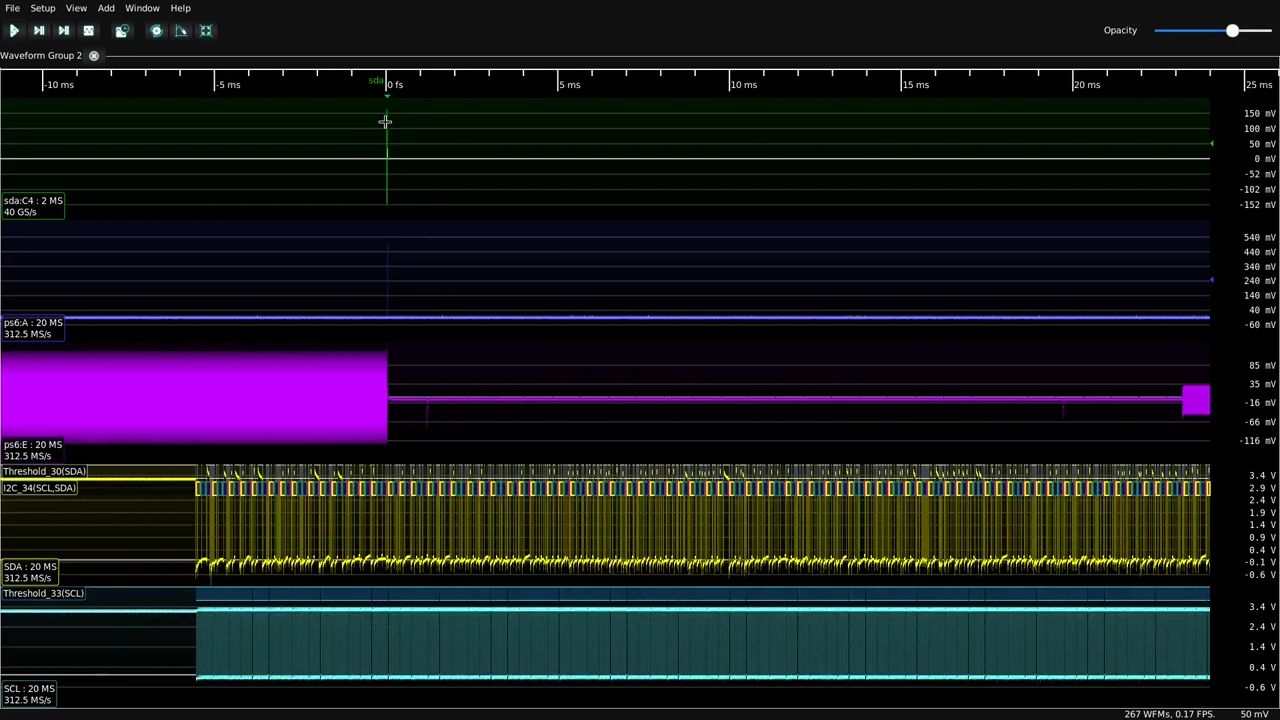 File Setup View Add Window Help
Opacity
Waveform Group 2
-10 ms -5 ms sda 0 fs 5 ms 10 ms 15 ms 20 ms 25 ms
150 mV
100 mV
50 mV
0 mV
-52 mV
-102 mV
-152 mV
sda:C4 : 2 MS
40 GS/s
540 mV
440 mV
340 mV
240 mV
140 mV
40 mV
-60 mV
ps6:A : 20 MS
312.5 MS/s
85 mV
35 mV
-16 mV
-66 mV
-116 mV
ps6:E : 20 MS
312.5 MS/s
Threshold_30(SDA)
I2C_34(SCL,SDA)
3.4 V
2.9 V
2.4 V
1.9 V
1.4 V
0.9 V
0.4 V
-0.1 V
-0.6 V
SDA : 20 MS
312.5 MS/s
Threshold_33(SCL)
3.4 V
2.4 V
1.4 V
0.4 V
-0.6 V
SCL : 20 MS
312.5 MS/s
267 WFMs, 0.17 FPS. 50 mV